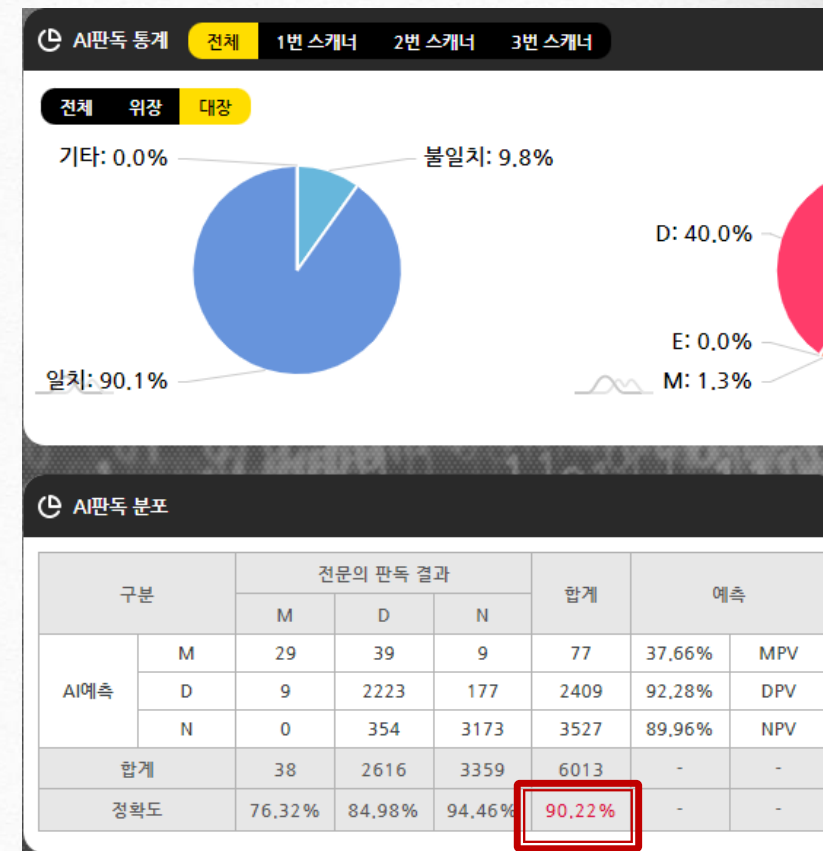 AI판독 통계 전체 1번 스캐너 2번 스캐너 3번 스캐너
전체 위장 대장
기타: 0.0% 불일치: 9.8%
D: 40.0%
E: 0.0%
일치: 90.1% M: 1.3%
AI판독 분포
구분 전문의 판독 결과 합계 예측
M D N
AI예측 M 29 39 9 77 37.66% MPV
D 9 2223 177 2409 92.28% DPV
N 0 354 3173 3527 89.96% NPV
합계 38 2616 3359 6013 - -
정확도 76.32% 84.98% 94.46% 90.22% - -